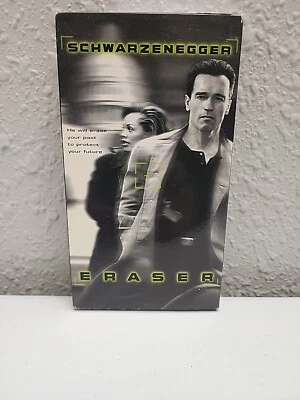 SCHWARZENEGGER
He will erase
your past
to protect
your future
ERASER